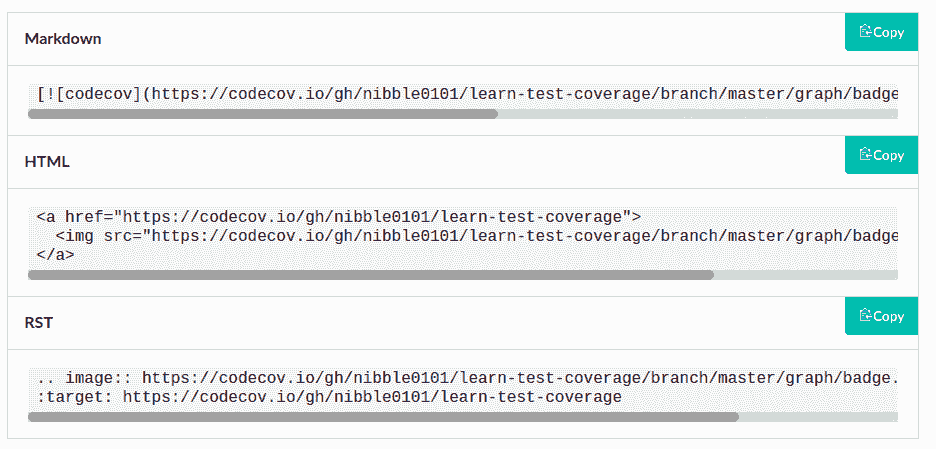 Markdown
Copy
[![codecov](https://codecov.io/gh/nibble0101/learn-test-coverage/branch/master/graph/badge
HTML
Copy
<a href="https://codecov.io/gh/nibble0101/learn-test-coverage">
<img src="https://codecov.io/gh/nibble0101/learn-test-coverage/branch/master/graph/badge
</a>
RST
Copy
.. image:: https://codecov.io/gh/nibble0101/learn-test-coverage/branch/master/graph/badge.
:target: https://codecov.io/gh/nibble0101/learn-test-coverage